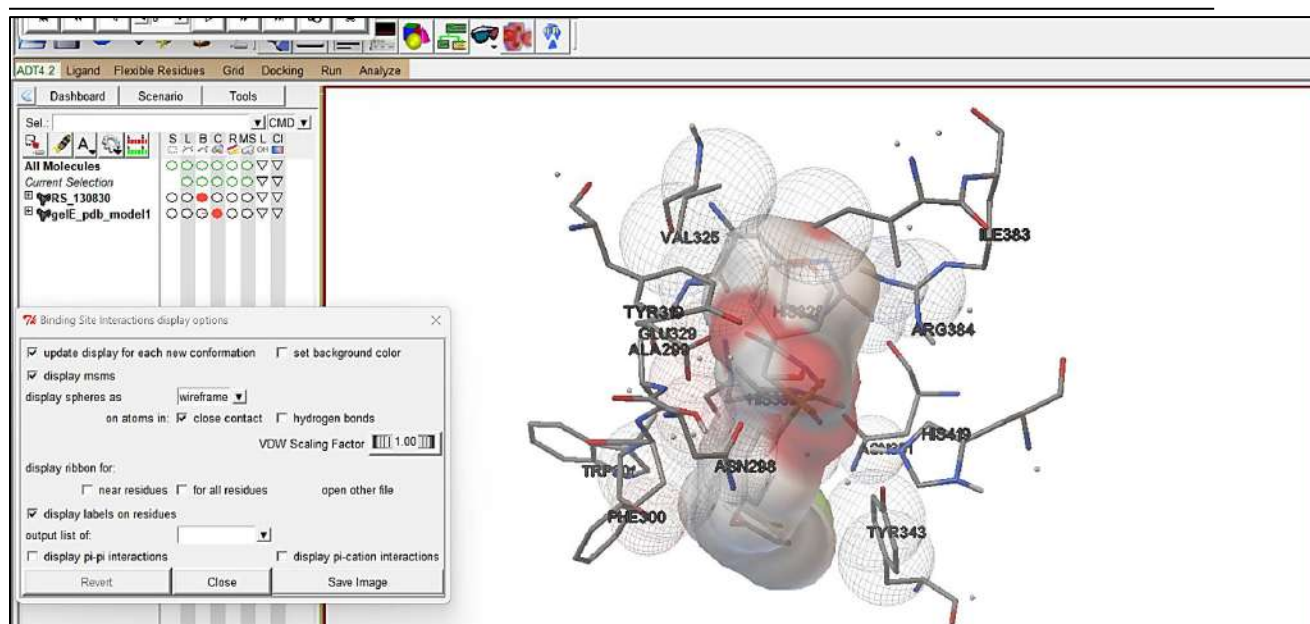 ADT4.2 Ligand Flexible Residues Grid Docking Run Analyze
Dashboard Scenario Tools
Sel.: CMD
S L B C R MS L Cl
All Molecules
Current Selection
RS_130830
gelE_pdb_model1
Binding Site Interactions display options
update display for each new conformation set background color
display msms
display spheres as wireframe
on atoms in: close contact hydrogen bonds
VDW Scaling Factor 1.00
display ribbon for:
near residues for all residues open other file
display labels on residues
output list of:
display pi-pi interactions display pi-cation interactions
Revert Close Save Image
VAL325
ILE383
TYR319
GLU329
ALA299
ARG384
HIS419
ASN298
PHE300
TYR343